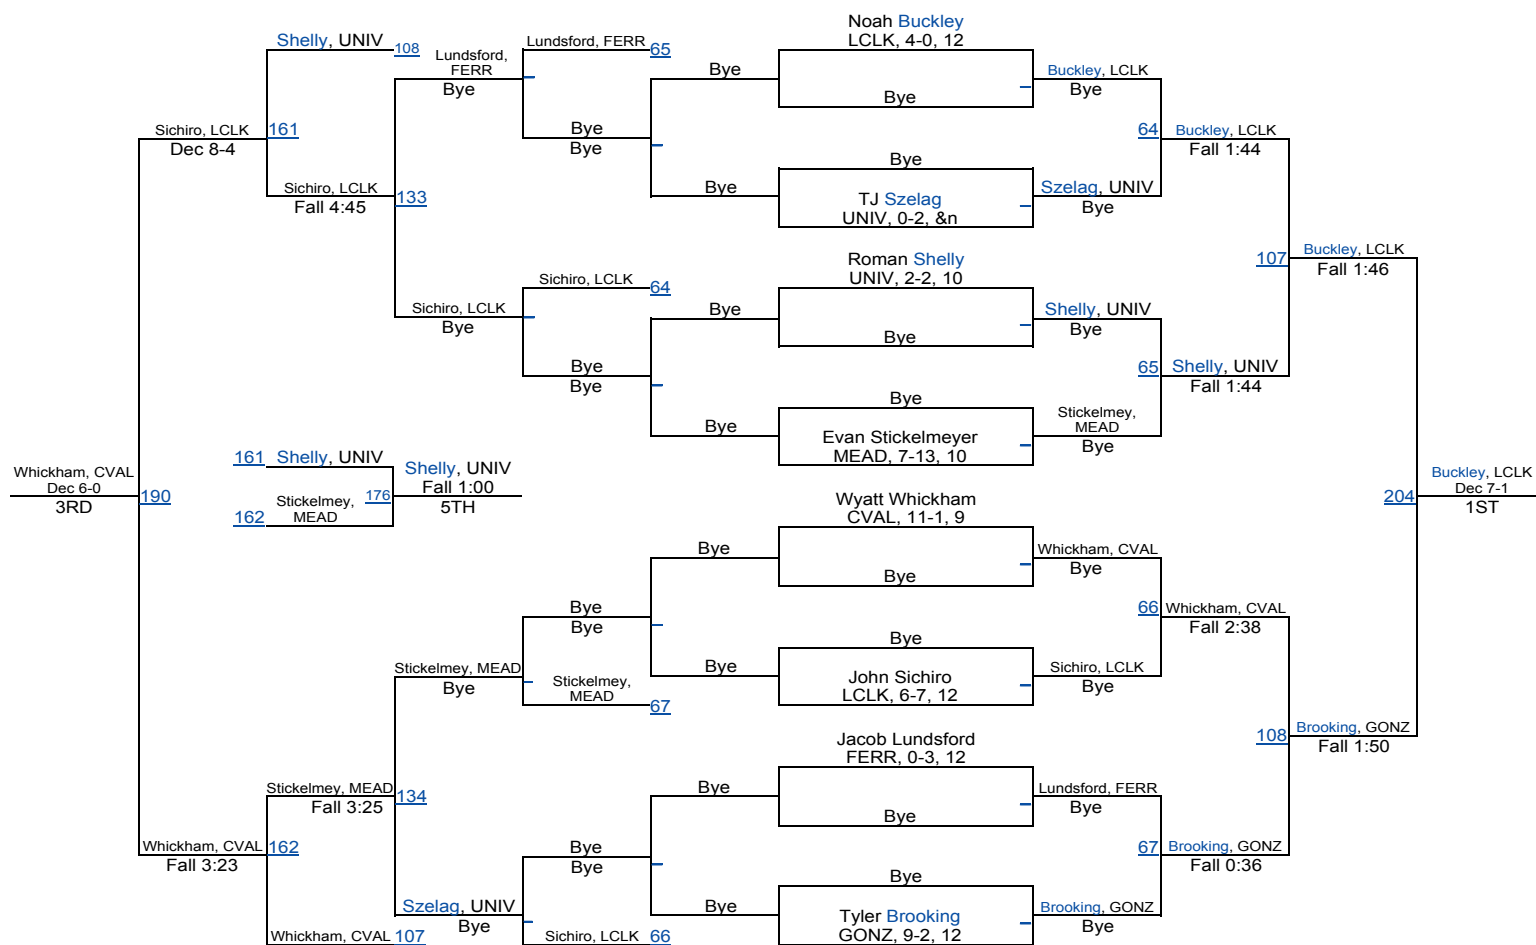 Noah Buckley
LCLK, 4-0, 12
Shelly, UNIV
108
Lundsford, FERR
65
Lundsford,
FERR
Bye
Bye
Buckley, LCLK
Bye
Bye
Sichiro, LCLK
161
Dec 8-4
Bye
Bye
64
Buckley, LCLK
Fall 1:44
Bye
Sichiro, LCLK
133
Fall 4:45
Bye
TJ Szelag
UNIV, 0-2, &n
Szelag, UNIV
Bye
Roman Shelly
UNIV, 2-2, 10
107
Buckley, LCLK
Fall 1:46
Sichiro, LCLK
64
Sichiro, LCLK
Bye
Bye
Shelly, UNIV
Bye
Bye
Bye
Bye
65
Shelly, UNIV
Fall 1:44
Bye
Bye
Evan Stickelmeyer
MEAD, 7-13, 10
Stickelmey,
MEAD
Bye
161
Shelly, UNIV
Shelly, UNIV
Fall 1:00
5TH
176
162
Stickelmey,
MEAD
Whickham, CVAL
Dec 6-0
3RD
190
Wyatt Whickham
CVAL, 11-1, 9
204
Buckley, LCLK
Dec 7-1
1ST
Bye
Bye
Whickham, CVAL
Bye
Bye
Bye
66
Whickham, CVAL
Fall 2:38
Bye
Stickelmey, MEAD
Bye
Stickelmey,
MEAD
67
Bye
John Sichiro
LCLK, 6-7, 12
Sichiro, LCLK
Bye
Jacob Lundsford
FERR, 0-3, 12
108
Brooking, GONZ
Fall 1:50
Stickelmey, MEAD
134
Fall 3:25
Bye
Bye
Lundsford, FERR
Bye
Whickham, CVAL
162
Fall 3:23
Bye
Bye
67
Brooking, GONZ
Fall 0:36
Bye
Szelag, UNIV
Bye
Bye
Tyler Brooking
GONZ, 9-2, 12
Brooking, GONZ
Bye
Whickham, CVAL
107
Sichiro, LCLK
66